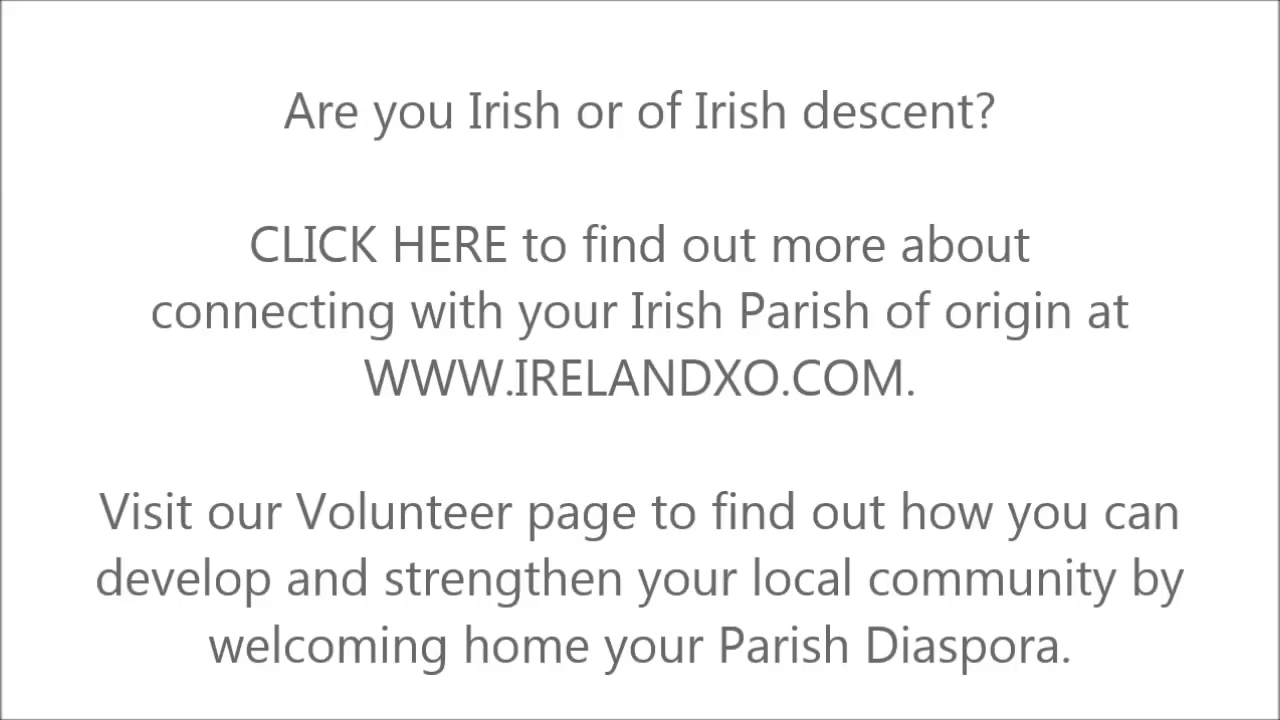 Are you Irish or of Irish descent?
CLICK HERE to find out more about
connecting with your Irish Parish of origin at
WWW.IRELANDXO.COM.
Visit our Volunteer page to find out how you can
develop and strengthen your local community by
welcoming home your Parish Diaspora.